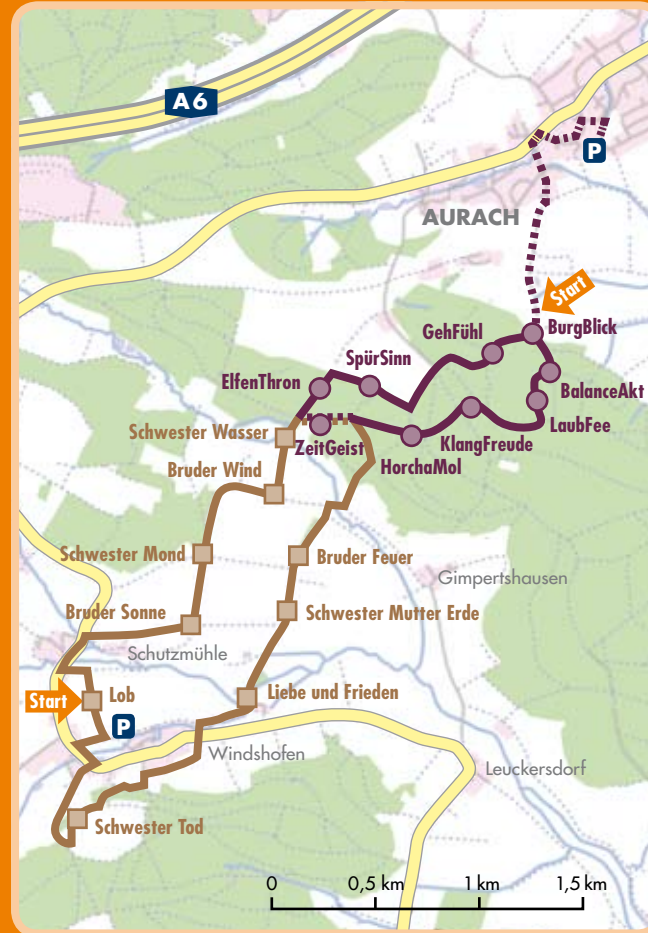 A6
P
AURACH
Start
BurgBlick
GehFühl
SpürSinn
BalanceAkt
ElfenThron
LaubFee
Schwester Wasser
KlangFreude
ZeitGeist
HorchaMol
Bruder Wind
Schwester Mond
Bruder Feuer
Gimpertshausen
Bruder Sonne
Schwester Mutter Erde
Schutzmühle
Start
Lob
Liebe und Frieden
P
Windshofen
Leuckersdorf
Schwester Tod
0 0,5 km 1 km 1,5 km